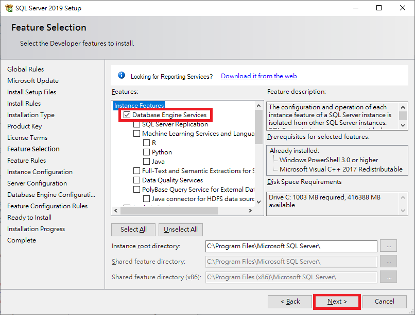 SQL Server 2019 Setup
Feature Selection
Select the Developer features to install.
Global Rules
Microsoft Update
Install Setup Files
Install Rules
Installation Type
Product Key
License Terms
Feature Selection
Feature Rules
Instance Configuration
Server Configuration
Database Engine Configurati...
Feature Configuration Rules
Ready to Install
Installation Progress
Complete
Looking for Reporting Services? Download it from the web
Features:
Instance Features
Database Engine Services
SQL Server Replication
Machine Learning Services and Langua
R
Python
Java
Full-Text and Semantic Extractions for S
Data Quality Services
PolyBase Query Service for External Dat
Java connector for HDFS data sourc
Feature description:
The configuration and operation of each
instance feature of a SQL Server instance is
isolated from other SQL Server instances.
Prerequisites for selected features:
Already installed:
Windows PowerShell 3.0 or higher
Microsoft Visual C++ 2017 Redistributable
Disk Space Requirements
Drive C: 1003 MB required, 416388 MB
available
Select All
Unselect All
Instance root directory:
C:\Program Files\Microsoft SQL Server\
...
Shared feature directory:
C:\Program Files\Microsoft SQL Server\
...
Shared feature directory (x86):
C:\Program Files (x86)\Microsoft SQL Server\
...
< Back
Next >
Cancel